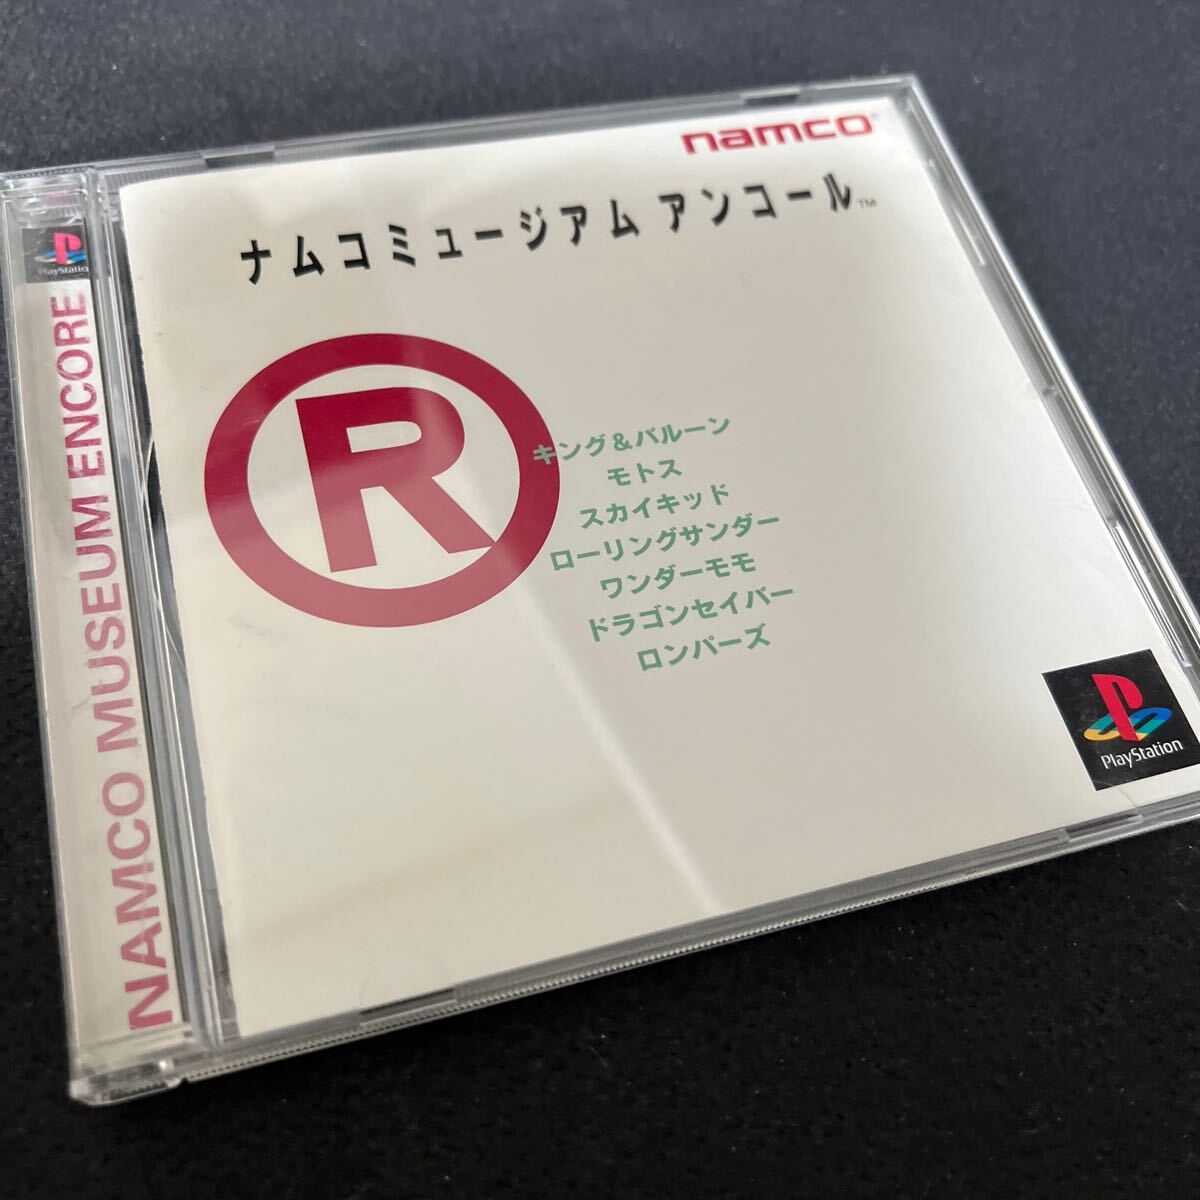 namco®
ナムコミュージアム アンコール™
R
キング&バルーン
モトス
スカイキッド
ローリングサンダー
ワンダーモモ
ドラゴンセイバー
ロンパーズ
PlayStation
PlayStation
NAMCO MUSEUM ENCORE